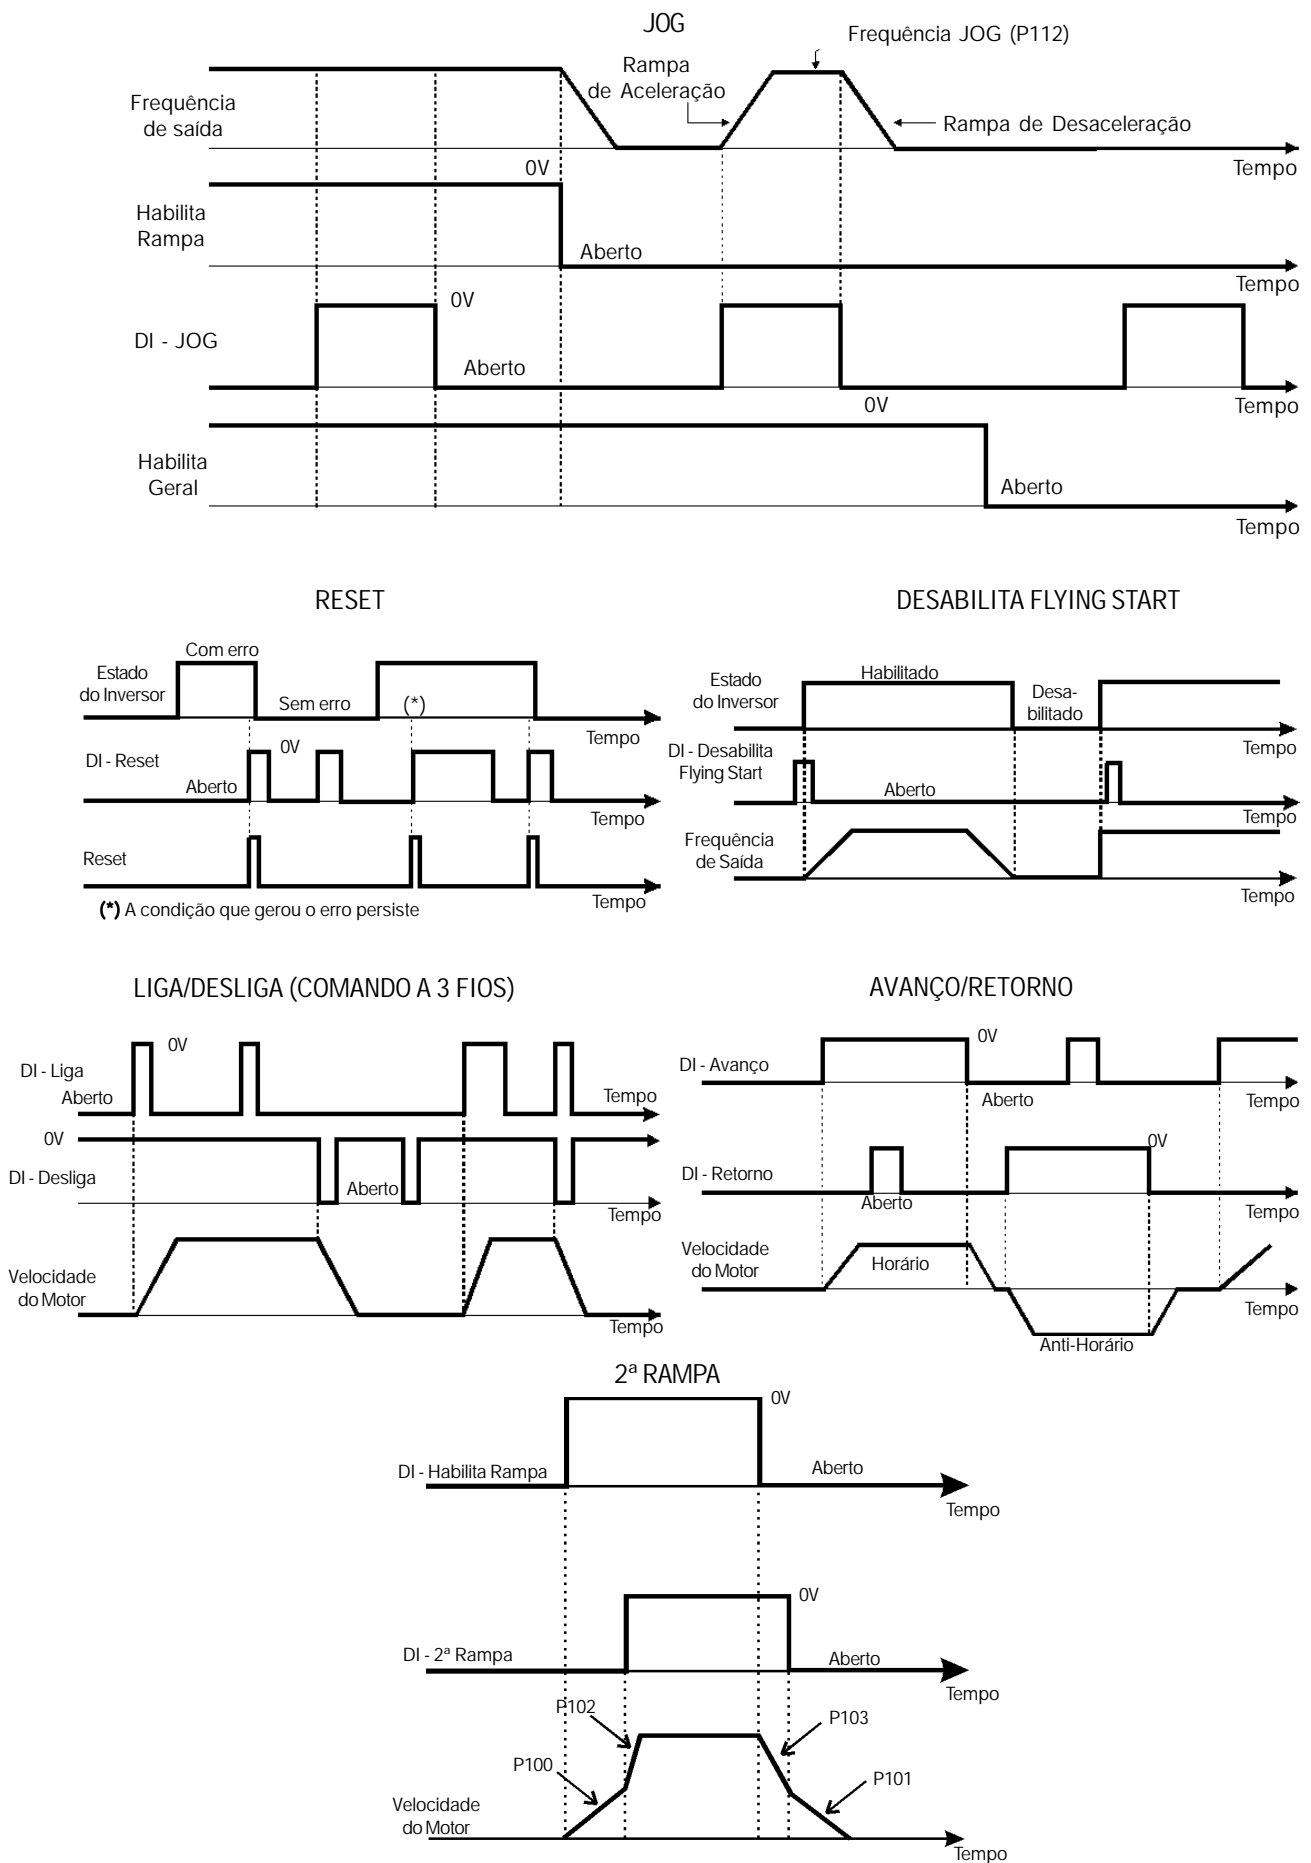 JOG
Frequência JOG (P112)
Rampa
de Aceleração
Frequência
de saída
Rampa de Desaceleração
Tempo
0V
Habilita
Rampa
Aberto
Tempo
0V
DI - JOG
Aberto
Tempo
0V
Habilita
Geral
Aberto
Tempo
RESET
Com erro
Estado
do Inversor
Sem erro
(*)
Tempo
0V
DI - Reset
Aberto
Tempo
Reset
Tempo
(*) A condição que gerou o erro persiste
DESABILITA FLYING START
Habilitado
Estado
do Inversor
Desa-
bilitado
Tempo
DI - Desabilita
Flying Start
Aberto
Tempo
Frequência
de Saída
Tempo
LIGA/DESLIGA (COMANDO A 3 FIOS)
0V
DI - Liga
Aberto
Tempo
0V
DI - Desliga
Aberto
Tempo
Velocidade
do Motor
Tempo
AVANÇO/RETORNO
0V
DI - Avanço
Aberto
Tempo
0V
DI - Retorno
Aberto
Tempo
Velocidade
do Motor
Horário
Tempo
Anti-Horário
2ª RAMPA
0V
DI - Habilita Rampa
Aberto
Tempo
0V
DI - 2ª Rampa
Aberto
Tempo
P102
P103
P100
P101
Velocidade
do Motor
Tempo